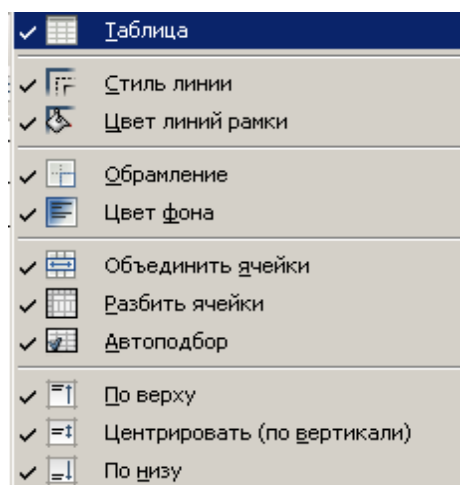 Таблица
Стиль линии
Цвет линий рамки
Обрамление
Цвет фона
Объединить ячейки
Разбить ячейки
Автоподбор
По верху
Центрировать (по вертикали)
По низу